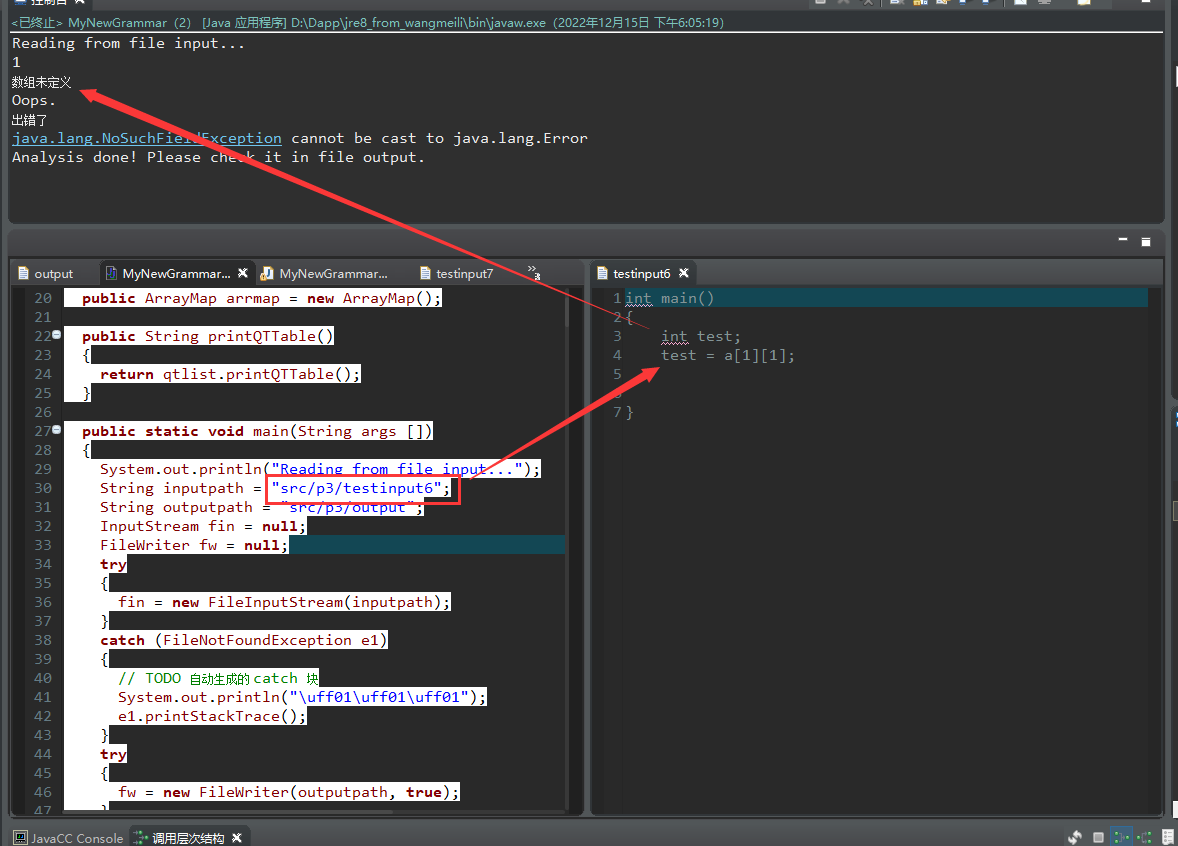 控制台
<已终止> MyNewGrammar (2) [Java 应用程序] D:\Dapp\jre8_from_wangmeili\bin\javaw.exe (2022年12月15日 下午6:05:19)
Reading from file input...
1
数组未定义
Oops.
出错了
java.lang.NoSuchFieldException cannot be cast to java.lang.Error
Analysis done! Please check it in file output.
output
MyNewGrammar...
MyNewGrammar...
testinput7
»3
20 public ArrayMap arrmap = new ArrayMap();
21
22 public String printQTTable()
23 {
24 return qtlist.printQTTable();
25 }
26
27 public static void main(String args [])
28 {
29 System.out.println("Reading from file input...");
30 String inputpath = "src/p3/testinput6";
31 String outputpath = "src/p3/output";
32 InputStream fin = null;
33 FileWriter fw = null;
34 try
35 {
36 fin = new FileInputStream(inputpath);
37 }
38 catch (FileNotFoundException e1)
39 {
40 // TODO 自动生成的 catch 块
41 System.out.println("\uff01\uff01\uff01");
42 e1.printStackTrace();
43 }
44 try
45 {
46 fw = new FileWriter(outputpath, true);
47 }
testinput6
1 int main()
2 {
3 int test;
4 test = a[1][1];
5
6
7 }
JavaCC Console
调用层次结构